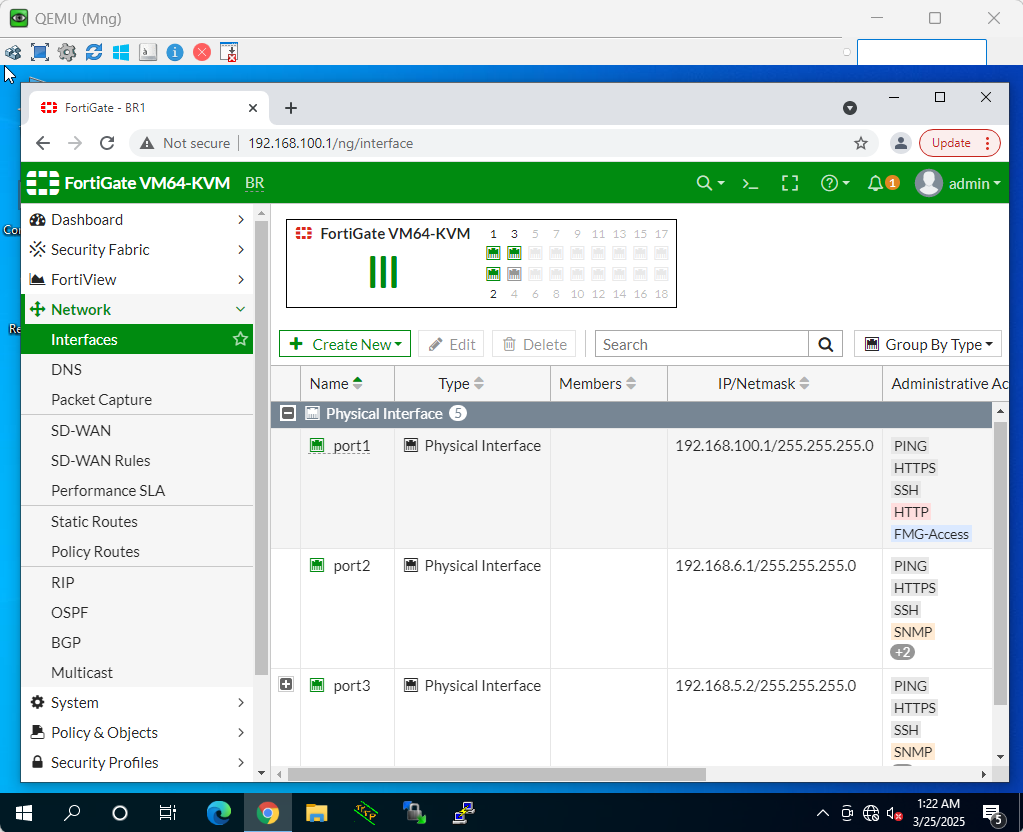 QEMU (Mng)
FortiGate - BR1
Not secure
192.168.100.1/ng/interface
Update
FortiGate VM64-KVM
BR
1
admin
Dashboard
Security Fabric
FortiView
Network
Interfaces
DNS
Packet Capture
SD-WAN
SD-WAN Rules
Performance SLA
Static Routes
Policy Routes
RIP
OSPF
BGP
Multicast
System
Policy & Objects
Security Profiles
FortiGate VM64-KVM
1 3 5 7 9 11 13 15 17
2 4 6 8 10 12 14 16 18
Create New
Edit
Delete
Search
Group By Type
Name Type Members IP/Netmask Administrative Ac
Physical Interface 5
port1 Physical Interface 192.168.100.1/255.255.255.0 PING
HTTPS
SSH
HTTP
FMG-Access
port2 Physical Interface 192.168.6.1/255.255.255.0 PING
HTTPS
SSH
SNMP
+2
port3 Physical Interface 192.168.5.2/255.255.255.0 PING
HTTPS
SSH
SNMP
1:22 AM
3/25/2025
5